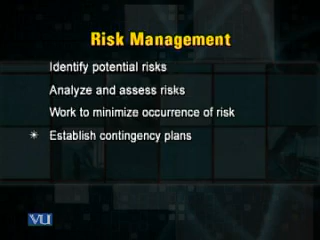 Risk Management
Identify potential risks
Analyze and assess risks
Work to minimize occurrence of risk
Establish contingency plans
VU